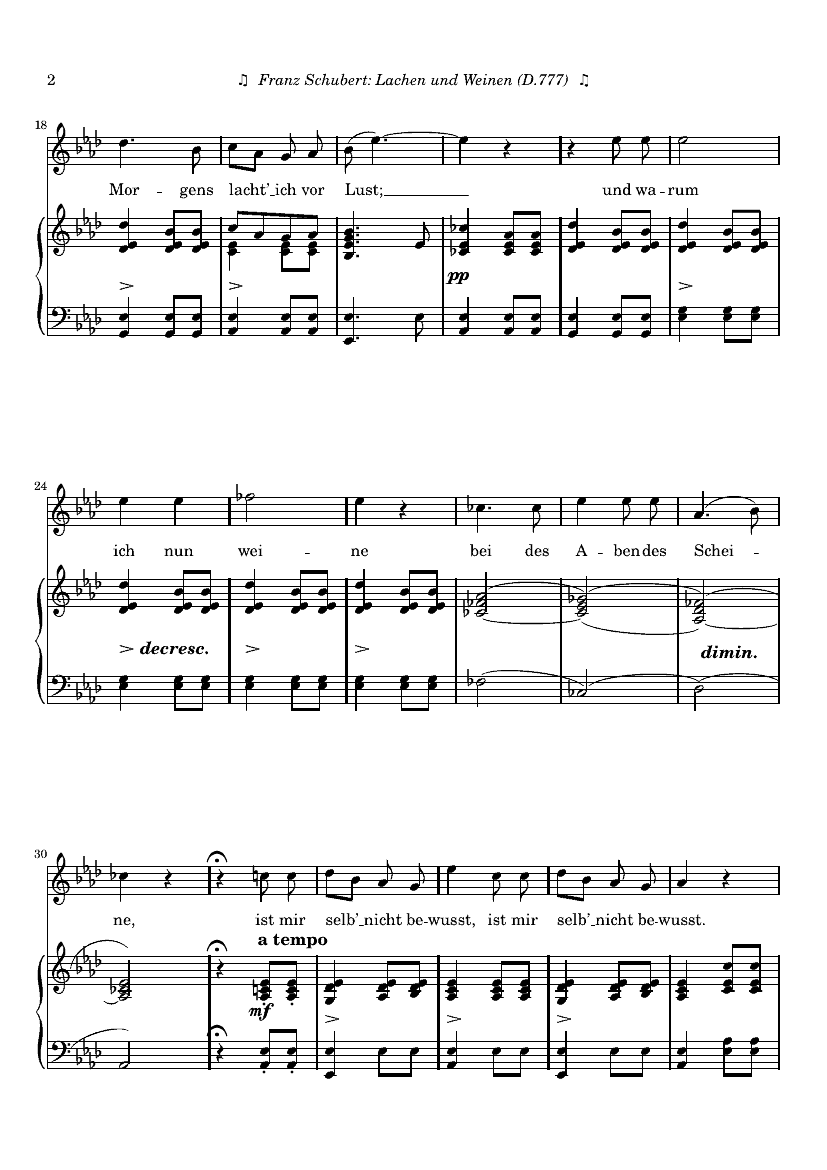 2 ♫ Franz Schubert: Lachen und Weinen (D.777) ♫
18
Mor - gens lacht’ ich vor Lust; und wa - rum
pp
24
ich nun wei - ne bei des A - bendes Schei -
decresc. dimin.
30
ne, ist mir selb’ nicht be-wusst, ist mir selb’ nicht be-wusst.
a tempo
mf